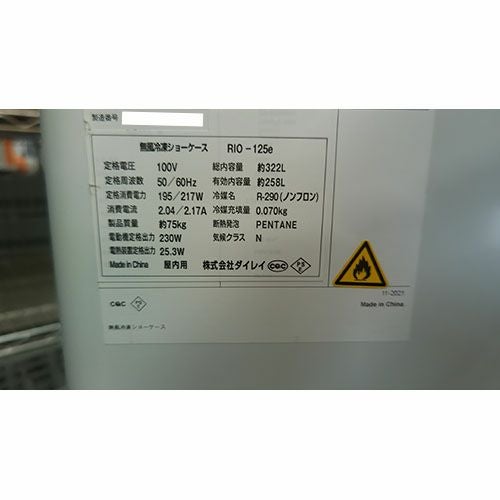 製造番号
無風冷凍ショーケース RIO-125e
定格電圧 100V 総内容量 約322L
定格周波数 50/60Hz 有効内容量 約258L
定格消費電力 195/217W 冷媒名 R-290(ノンフロン)
消費電流 2.04/2.17A 冷媒充填量 0.070kg
製品質量 約75kg 断熱発泡 PENTANE
電動機定格出力 230W 気候クラス N
電熱装置定格出力 25.3W
Made in China 屋内用 株式会社ダイレイ CQC PS E
11-2021
CQC PS E Made in China
無風冷凍ショーケース